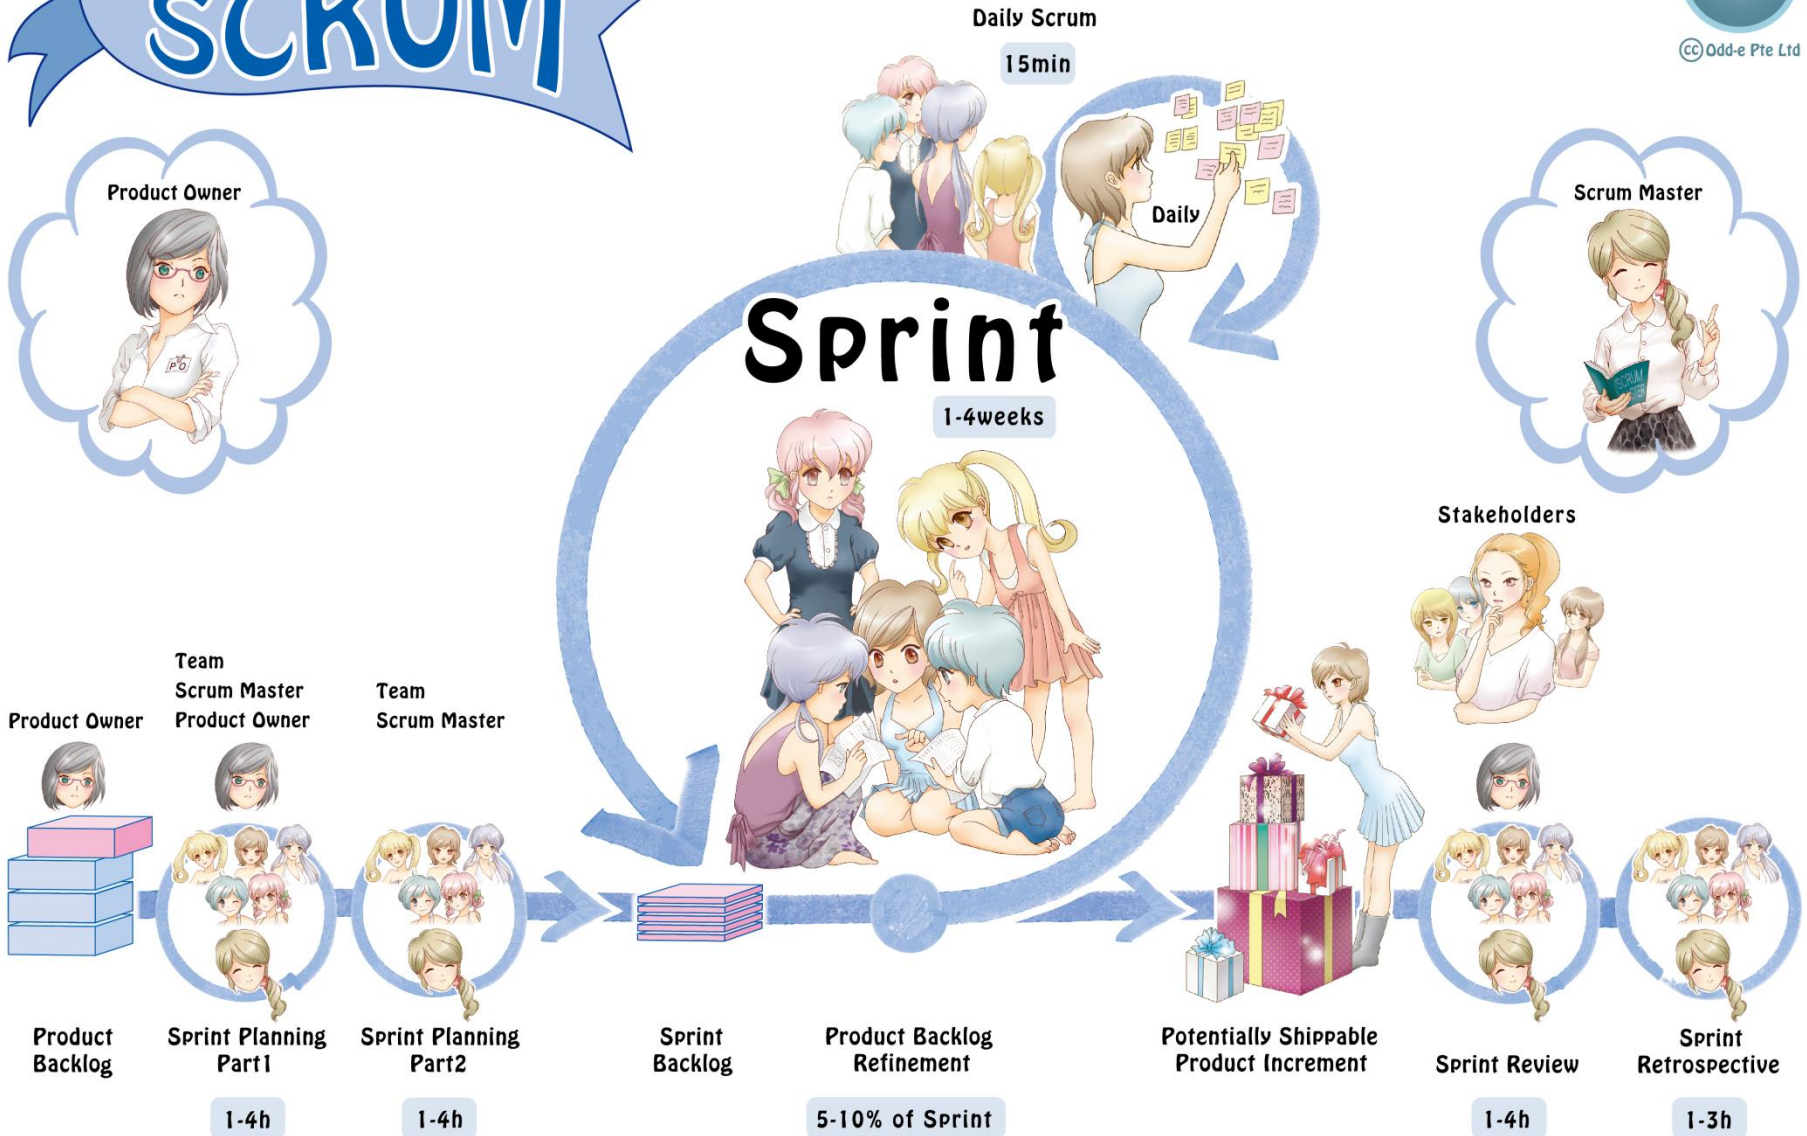 SCRUM
Daily Scrum
15min
cc Odd-e Pte Ltd
Product Owner
PO
Daily
Scrum Master
SCRUM
Sprint
1-4weeks
Stakeholders
Product Owner
Team
Scrum Master
Product Owner
Team
Scrum Master
Product
Backlog
Sprint Planning
Part1
1-4h
Sprint Planning
Part2
1-4h
Sprint
Backlog
Product Backlog
Refinement
5-10% of Sprint
Potentially Shippable
Product Increment
Sprint Review
1-4h
Sprint
Retrospective
1-3h